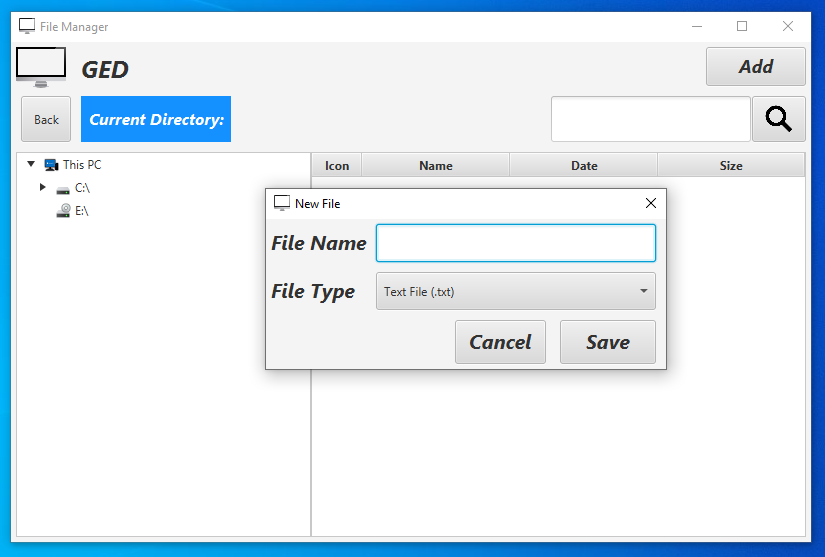 File Manager
GED
Add
Back
Current Directory:
This PC
C:\
E:\
Icon Name Date Size
New File
File Name
File Type
Text File (.txt)
Cancel Save